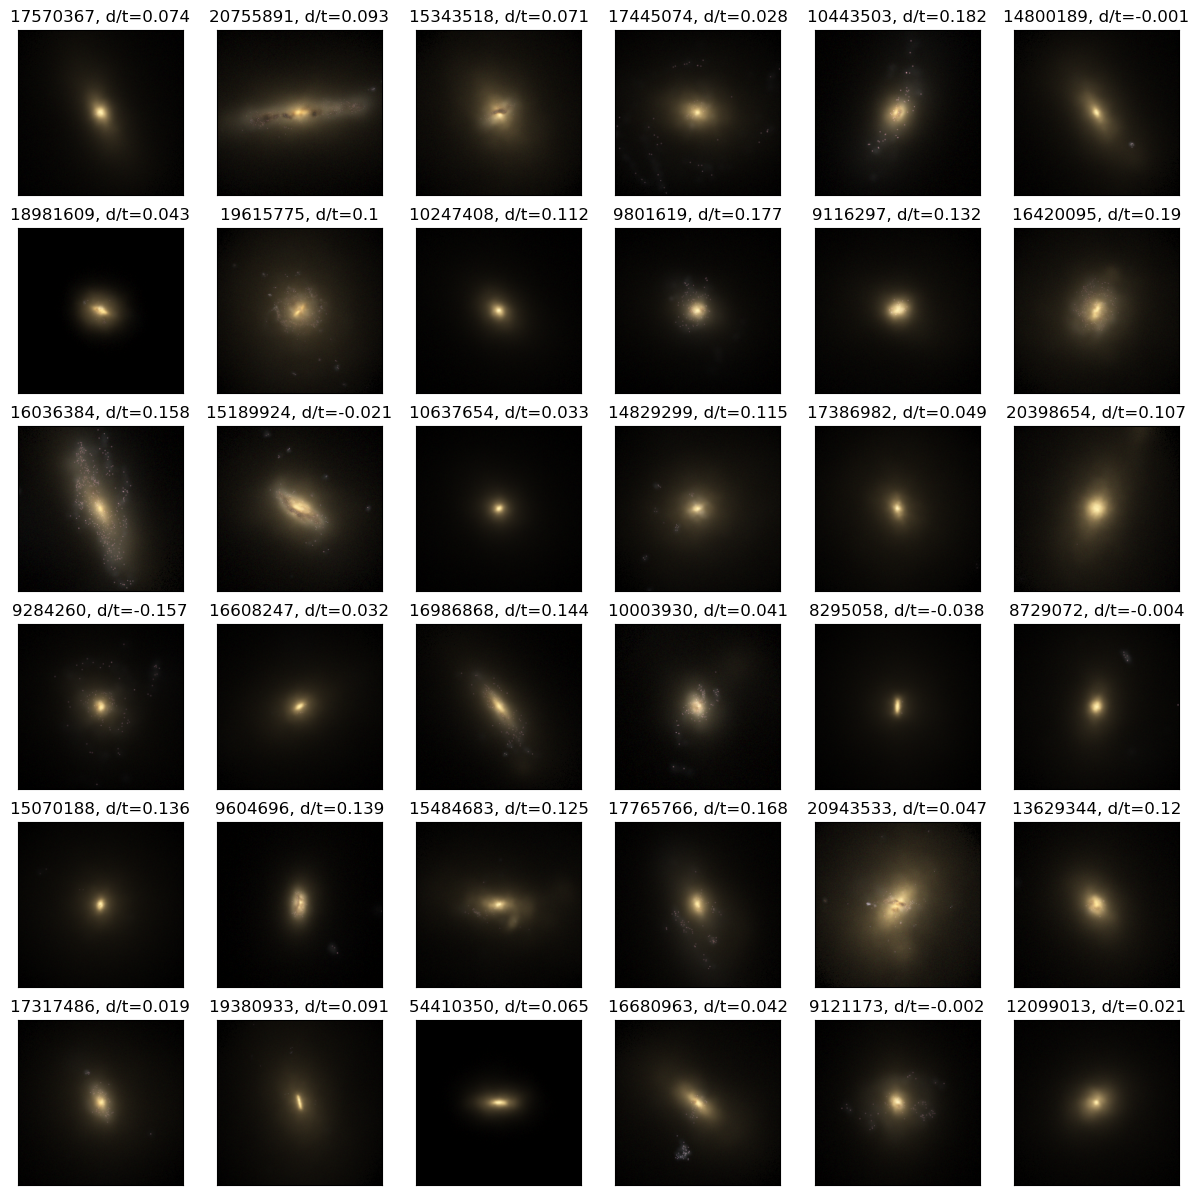 17570367, d/t=0.074
20755891, d/t=0.093
15343518, d/t=0.071
17445074, d/t=0.028
10443503, d/t=0.182
14800189, d/t=-0.001
18981609, d/t=0.043
19615775, d/t=0.1
10247408, d/t=0.112
9801619, d/t=0.177
9116297, d/t=0.132
16420095, d/t=0.19
16036384, d/t=0.158
15189924, d/t=-0.021
10637654, d/t=0.033
14829299, d/t=0.115
17386982, d/t=0.049
20398654, d/t=0.107
9284260, d/t=-0.157
16608247, d/t=0.032
16986868, d/t=0.144
10003930, d/t=0.041
8295058, d/t=-0.038
8729072, d/t=-0.004
15070188, d/t=0.136
9604696, d/t=0.139
15484683, d/t=0.125
17765766, d/t=0.168
20943533, d/t=0.047
13629344, d/t=0.12
17317486, d/t=0.019
19380933, d/t=0.091
54410350, d/t=0.065
16680963, d/t=0.042
9121173, d/t=-0.002
12099013, d/t=0.021